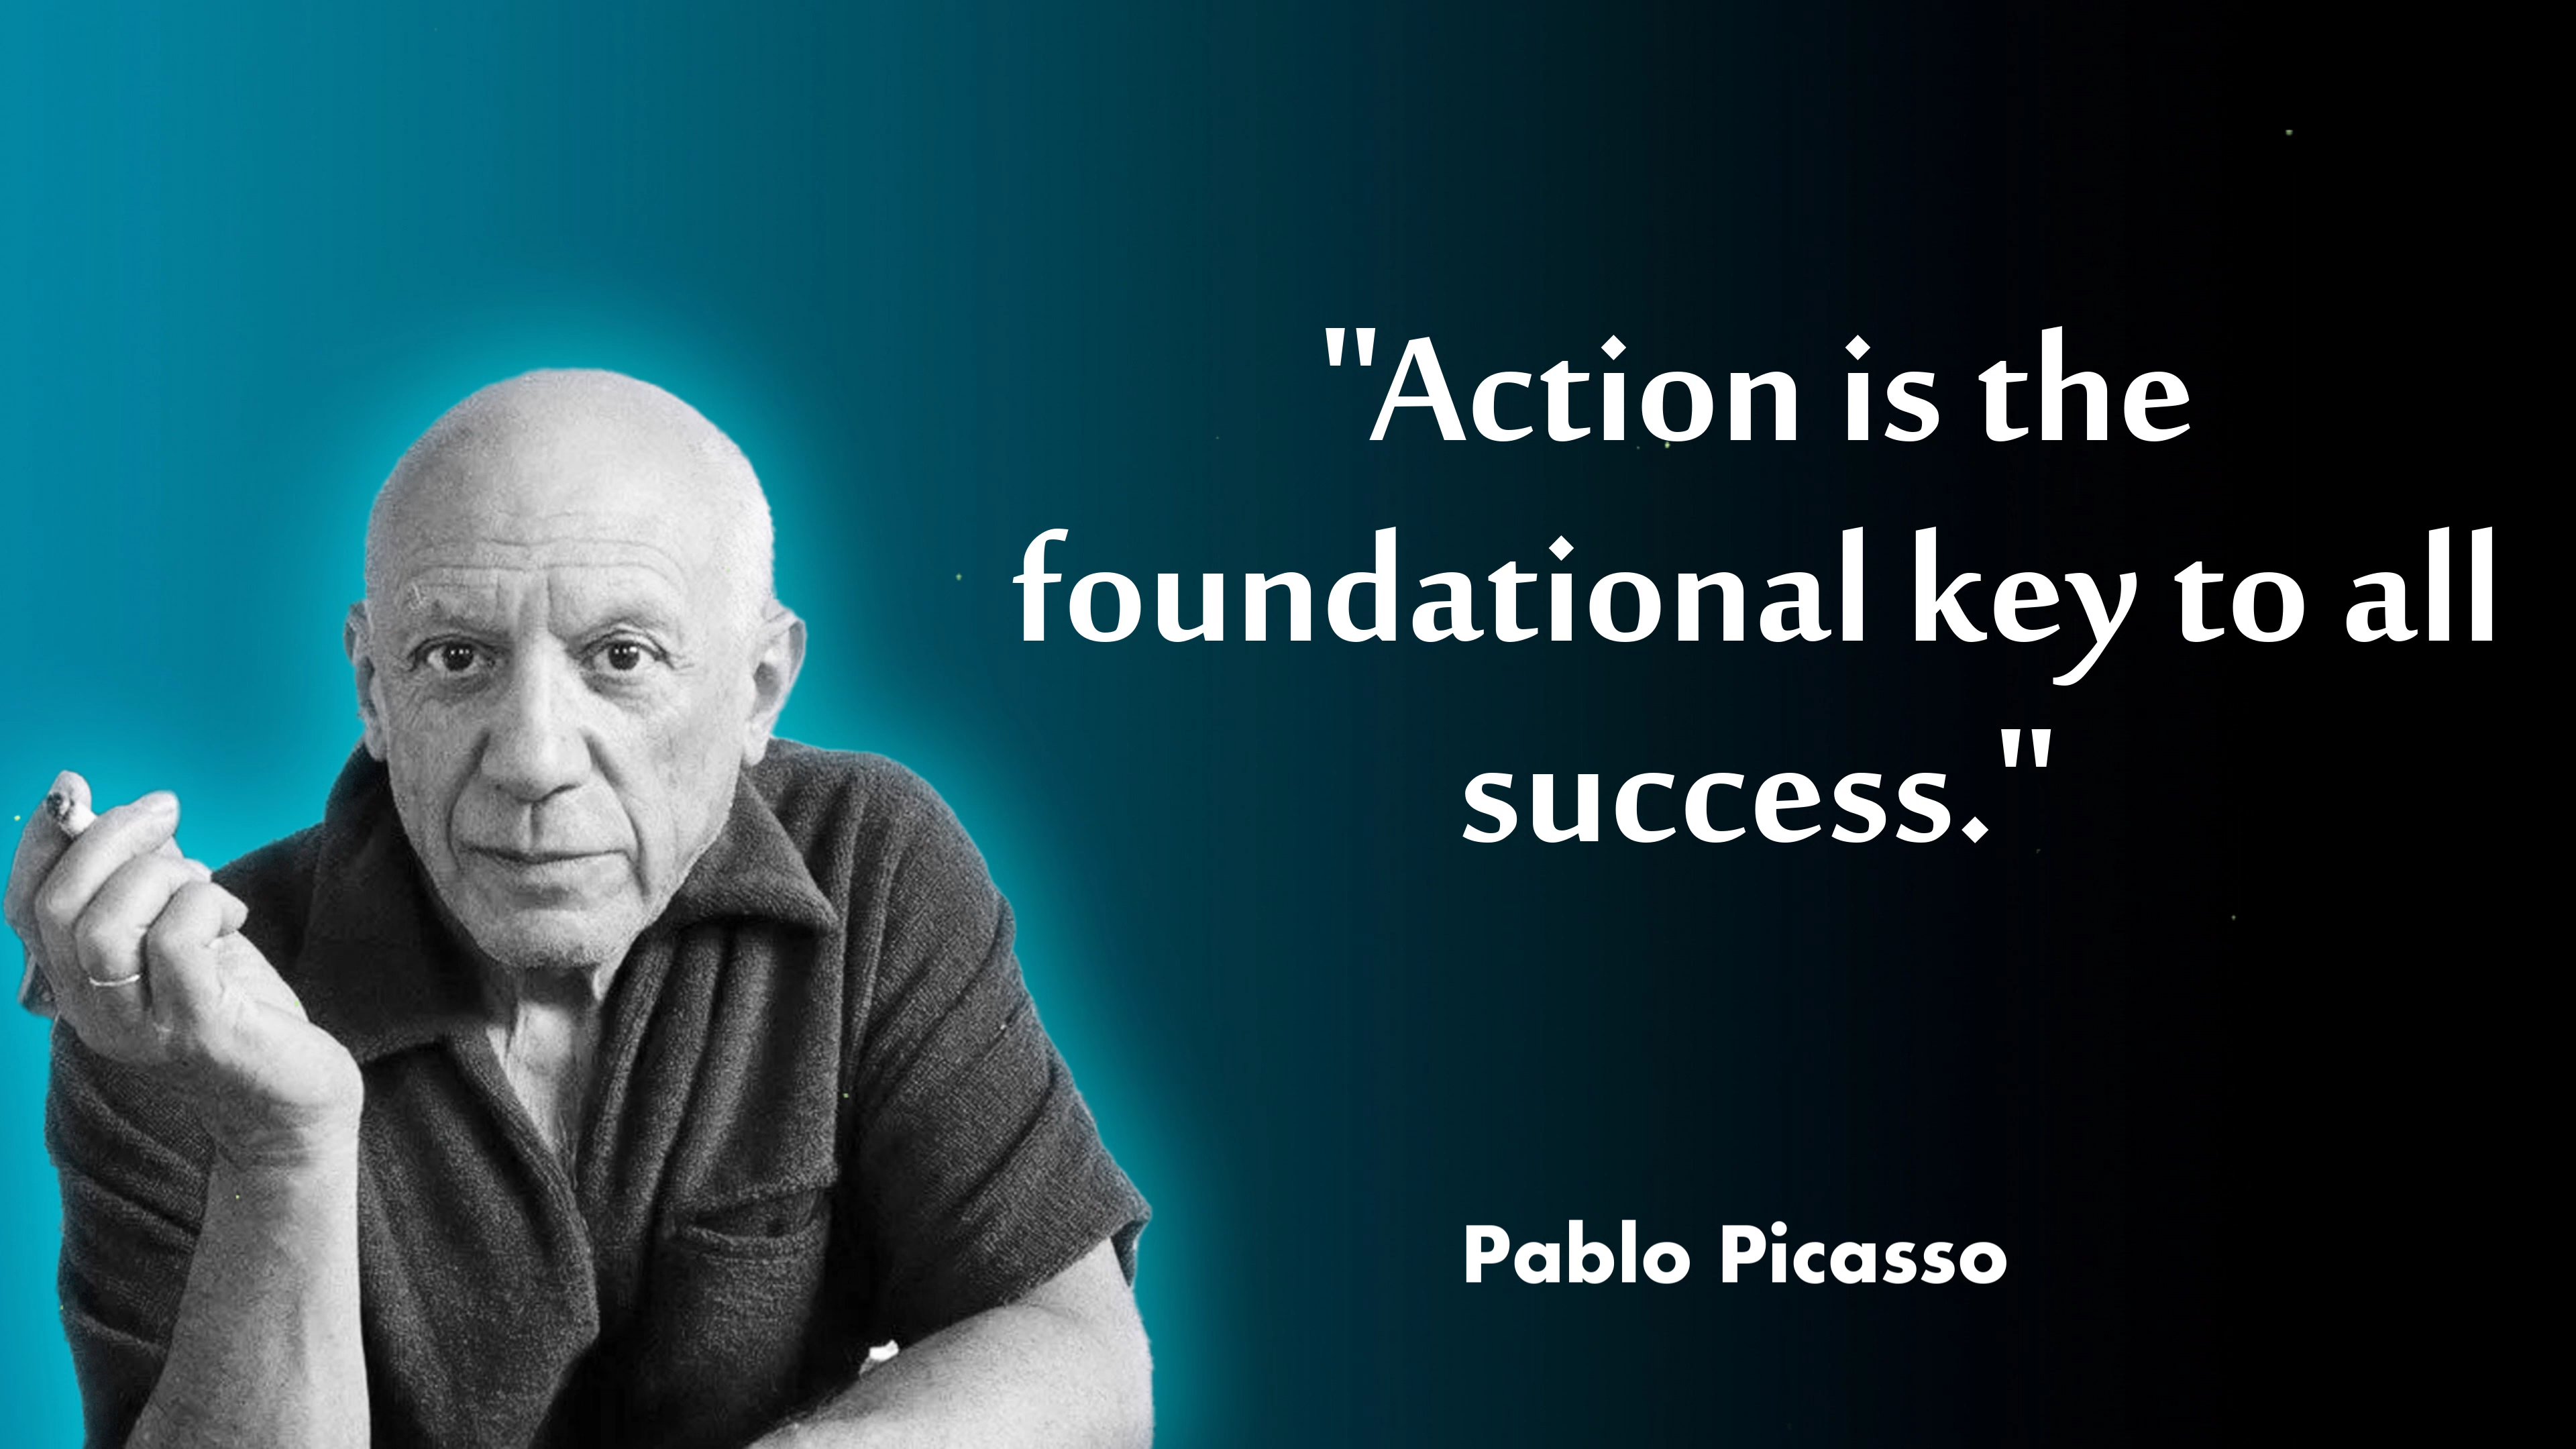 "Action is the
foundational key to all
success."
Pablo Picasso